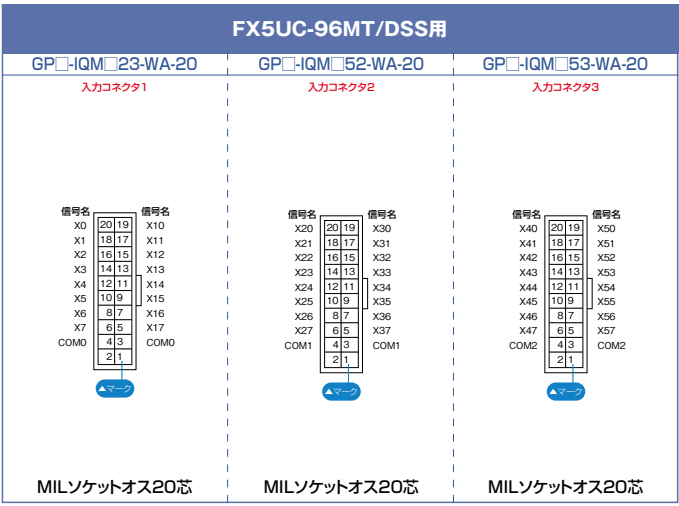 FX5UC-96MT/DSS用
GP□-IQM□23-WA-20
入力コネクタ1
信号名 信号名
X0 20 19 X10
X1 18 17 X11
X2 16 15 X12
X3 14 13 X13
X4 12 11 X14
X5 10 9 X15
X6 8 7 X16
X7 6 5 X17
COM0 4 3 COM0
2 1
▲マーク
MILソケットオス20芯
GP□-IQM□52-WA-20
入力コネクタ2
信号名 信号名
X20 20 19 X30
X21 18 17 X31
X22 16 15 X32
X23 14 13 X33
X24 12 11 X34
X25 10 9 X35
X26 8 7 X36
X27 6 5 X37
COM1 4 3 COM1
2 1
▲マーク
MILソケットオス20芯
GP□-IQM□53-WA-20
入力コネクタ3
信号名 信号名
X40 20 19 X50
X41 18 17 X51
X42 16 15 X52
X43 14 13 X53
X44 12 11 X54
X45 10 9 X55
X46 8 7 X56
X47 6 5 X57
COM2 4 3 COM2
2 1
▲マーク
MILソケットオス20芯